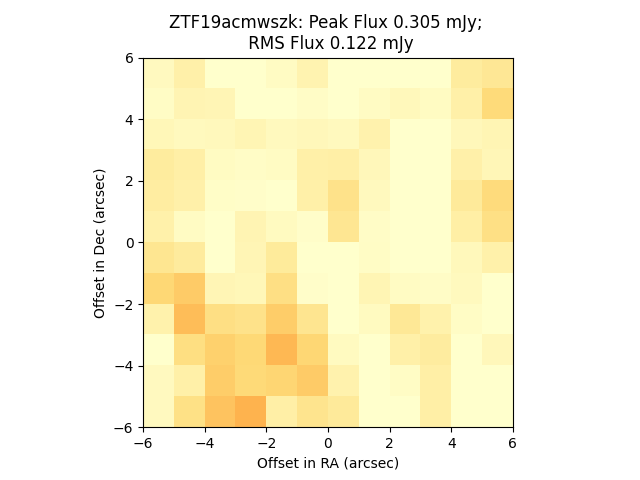 ZTF19acmwszk: Peak Flux 0.305 mJy;
RMS Flux 0.122 mJy
6
4
2
0
−2
−4
−6
Offset in Dec (arcsec)
−6 −4 −2 0 2 4 6
Offset in RA (arcsec)